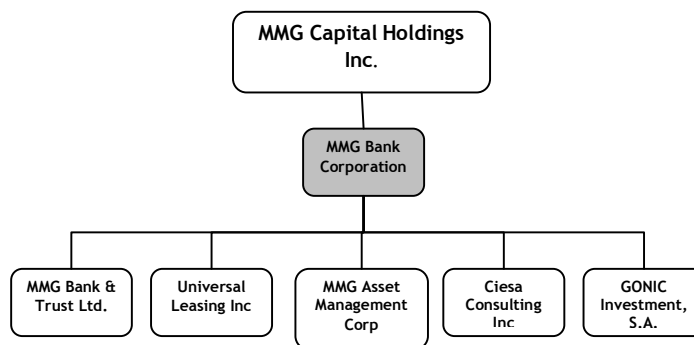 MMG Capital Holdings
Inc.
MMG Bank
Corporation
MMG Bank &
Trust Ltd.
Universal
Leasing Inc
MMG Asset
Management
Corp
Ciesa
Consulting
Inc
GONIC
Investment,
S.A.